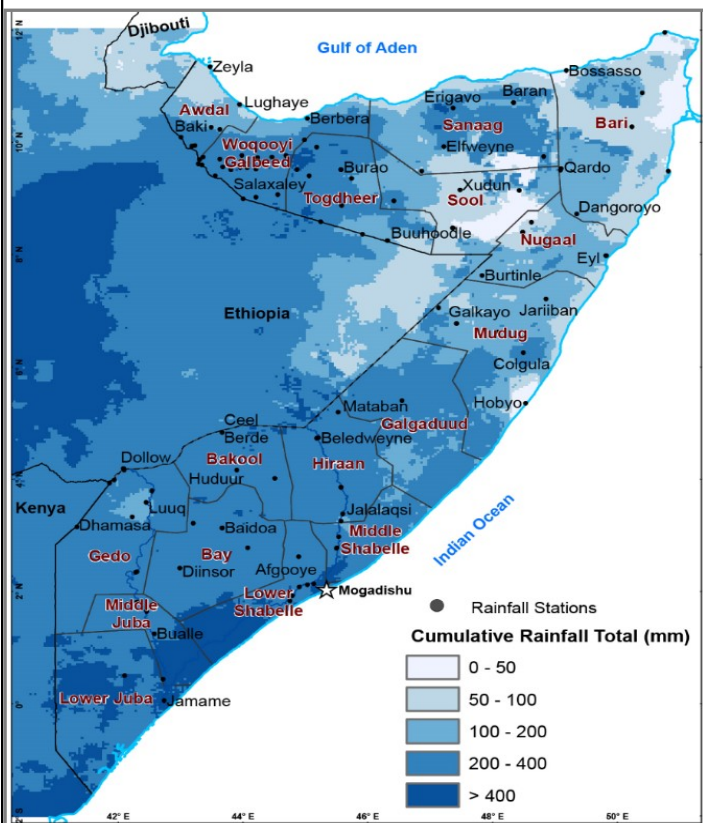 12° N
Djibouti
Gulf of Aden
Zeyla
Bossasso
Lughaye
Awdal
Berbera
Erigavo
Baran
Sanaag
Bari
Baki
10° N
Woqooyi
Galbeed
Elfweyne
Burao
Qardo
Salaxaley
Xudun
Togdheer
Sool
Dangoroyo
Buuhoodle
Nugaal
8° N
Eyl
Burtinle
Ethiopia
Galkayo
Jariiban
Mudug
6° N
Colgula
Mataban
Hobyo
Ceel
Berde
Galgaduud
Beledweyne
Dollow
Bakool
Hiraan
4° N
Huduur
Kenya
Luuq
Jalalaqsi
Dhamasa
Baidoa
Middle
Shabelle
Indian Ocean
Gedo
Bay
Diinsor
Afgooye
2° N
Lower
Shabelle
Mogadishu
Middle
Juba
Rainfall Stations
Bualle
Cumulative Rainfall Total (mm)
0 - 50
Lower Juba
Jamame
0°
50 - 100
100 - 200
200 - 400
> 400
2° S
42° E
44° E
46° E
48° E
50° E